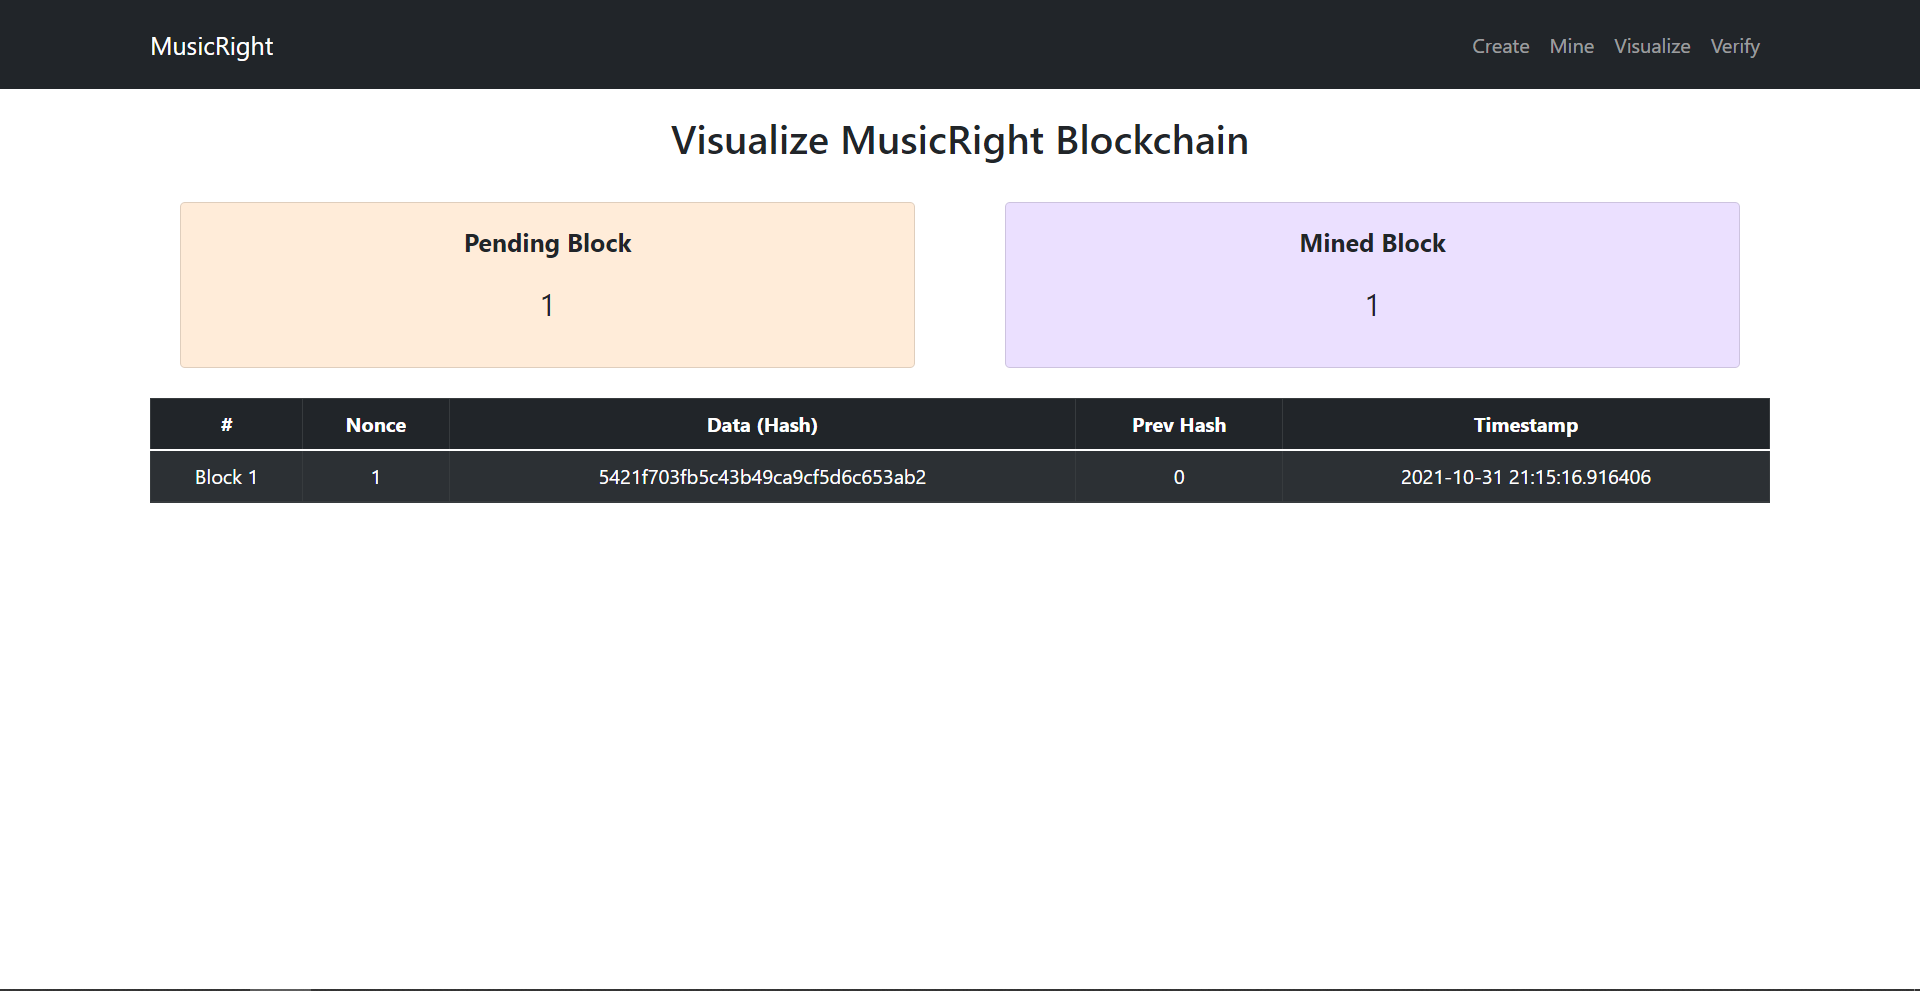 MusicRight Create Mine Visualize Verify
Visualize MusicRight Blockchain
Pending Block
1
Mined Block
1
# Nonce Data (Hash) Prev Hash Timestamp
Block 1 1 5421f703fb5c43b49ca9cf5d6c653ab2 0 2021-10-31 21:15:16.916406